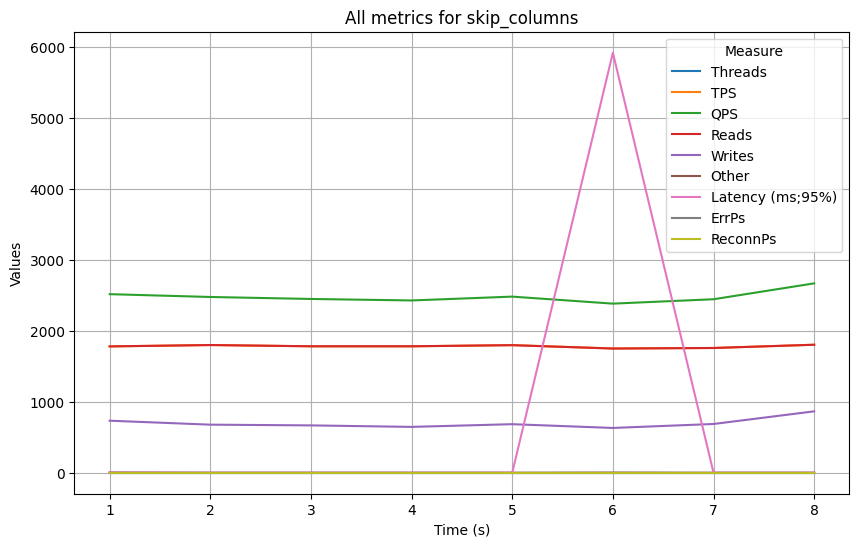 All metrics for skip_columns
6000
5000
4000
3000
2000
1000
0
Values
Measure
Threads
TPS
QPS
Reads
Writes
Other
Latency (ms;95%)
ErrPs
ReconnPs
1 2 3 4 5 6 7 8
Time (s)